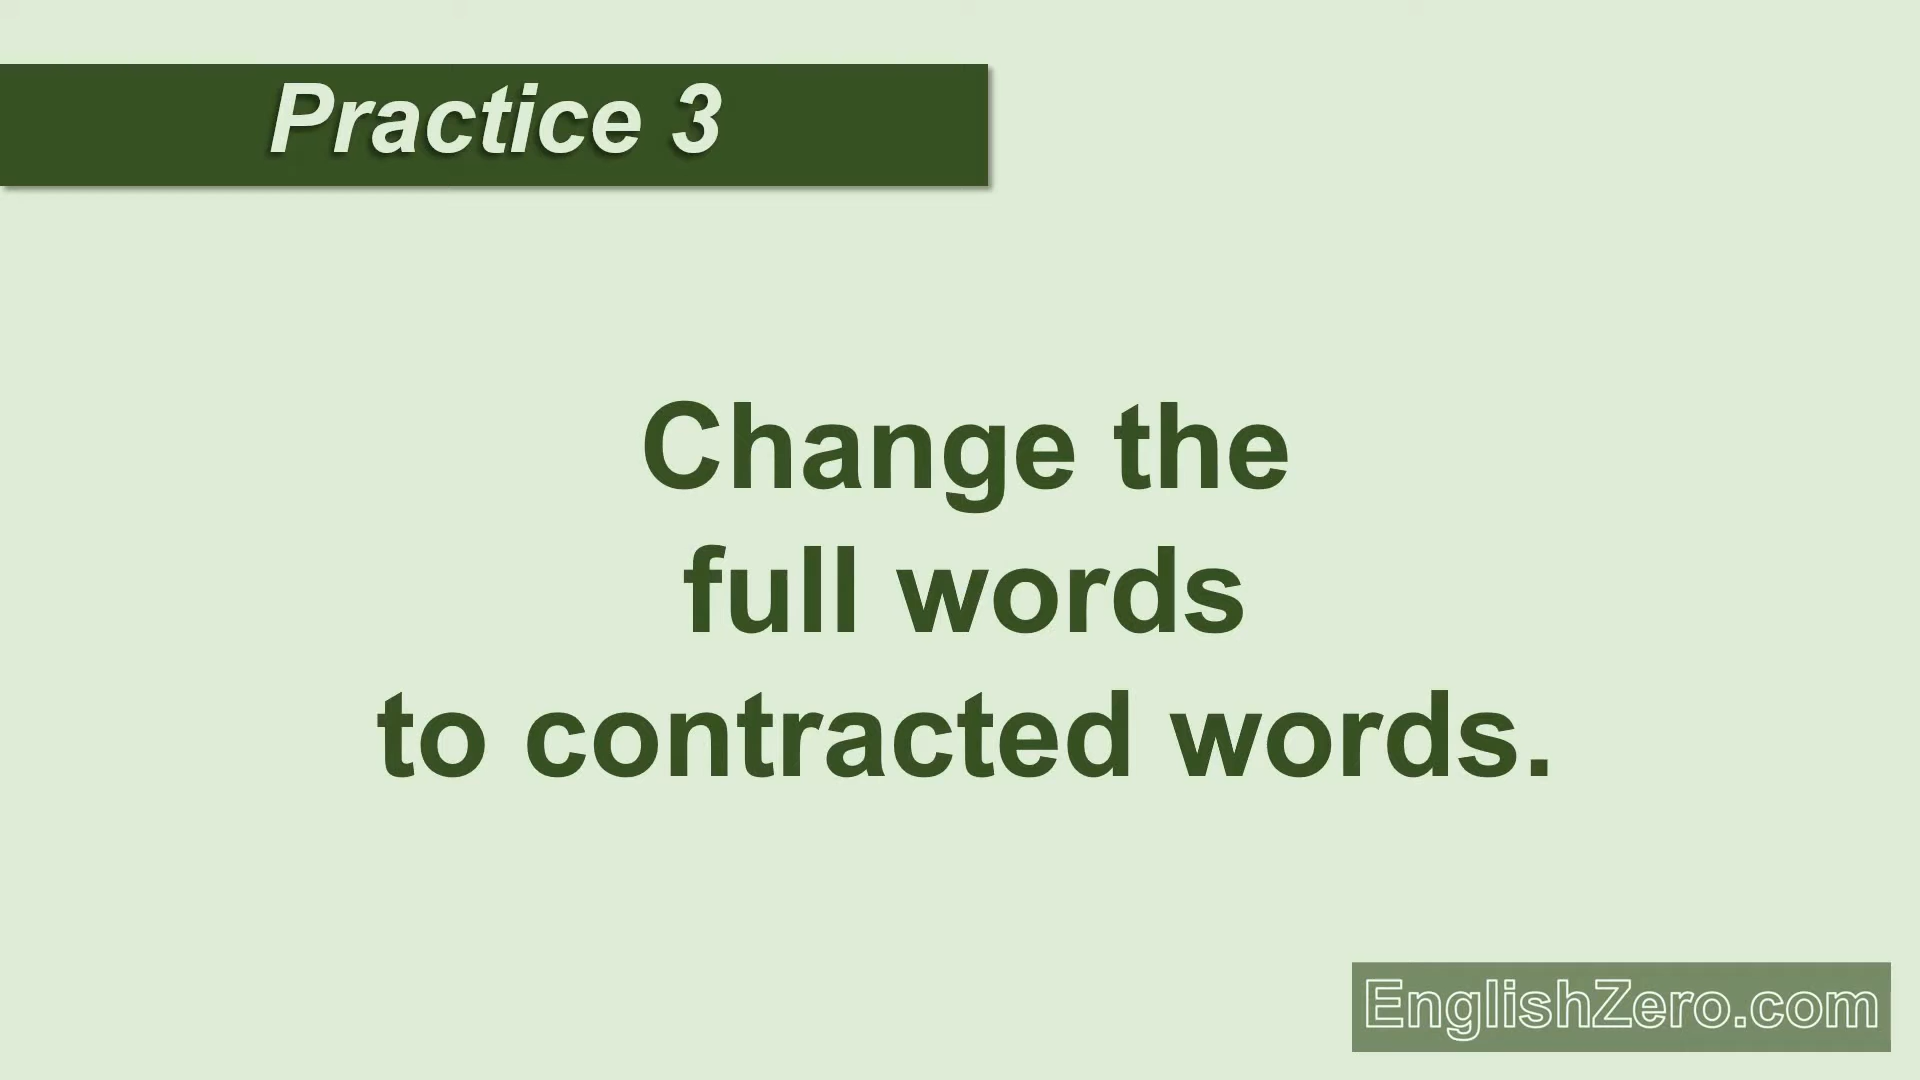 Practice 3
Change the
full words
to contracted words.
EnglishZero.com